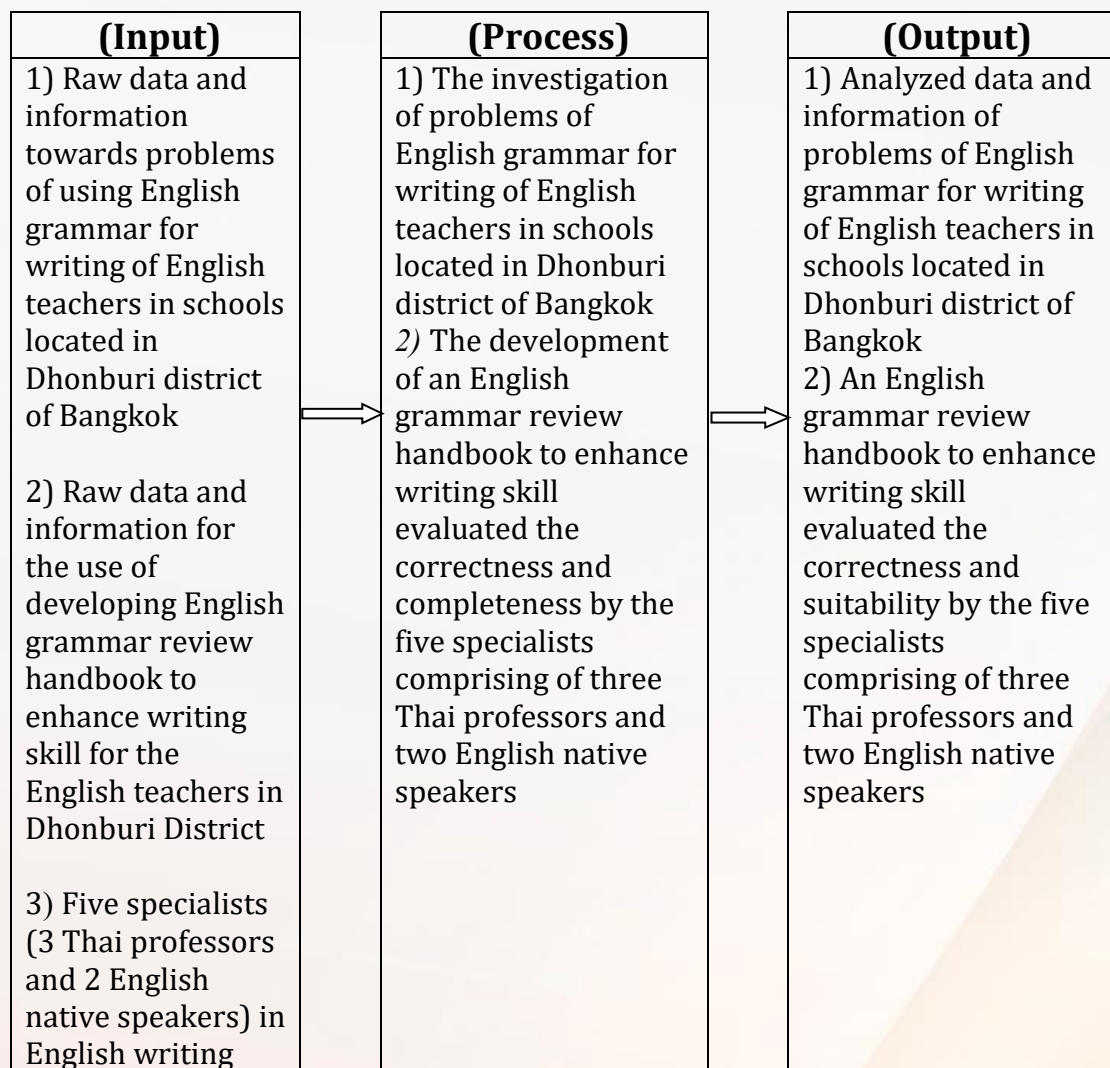 (Input)
1) Raw data and
information
towards problems
of using English
grammar for
writing of English
teachers in schools
located in
Dhonburi district
of Bangkok
2) Raw data and
information for
the use of
developing English
grammar review
handbook to
enhance writing
skill for the
English teachers in
Dhonburi District
3) Five specialists
(3 Thai professors
and 2 English
native speakers) in
English writing
(Process)
1) The investigation
of problems of
English grammar for
writing of English
teachers in schools
located in Dhonburi
district of Bangkok
2) The development
of an English
grammar review
handbook to enhance
writing skill
evaluated the
correctness and
completeness by the
five specialists
comprising of three
Thai professors and
two English native
speakers
(Output)
1) Analyzed data and
information of
problems of English
grammar for writing
of English teachers in
schools located in
Dhonburi district of
Bangkok
2) An English
grammar review
handbook to enhance
writing skill
evaluated the
correctness and
suitability by the five
specialists
comprising of three
Thai professors and
two English native
speakers